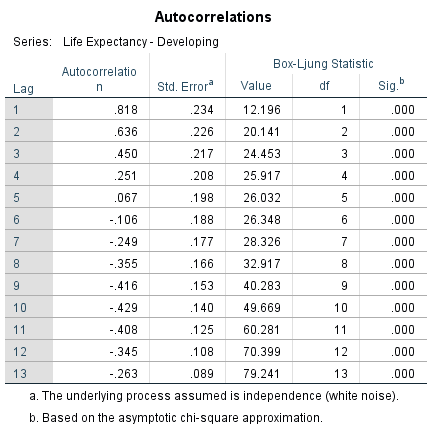 Autocorrelations
Series: Life Expectancy - Developing
Box-Ljung Statistic
Lag Autocorrelatio
n Std. Errorᵃ Value df Sig.ᵇ
1 .818 .234 12.196 1 .000
2 .636 .226 20.141 2 .000
3 .450 .217 24.453 3 .000
4 .251 .208 25.917 4 .000
5 .067 .198 26.032 5 .000
6 -.106 .188 26.348 6 .000
7 -.249 .177 28.326 7 .000
8 -.355 .166 32.917 8 .000
9 -.416 .153 40.283 9 .000
10 -.429 .140 49.669 10 .000
11 -.408 .125 60.281 11 .000
12 -.345 .108 70.399 12 .000
13 -.263 .089 79.241 13 .000
a. The underlying process assumed is independence (white noise).
b. Based on the asymptotic chi-square approximation.